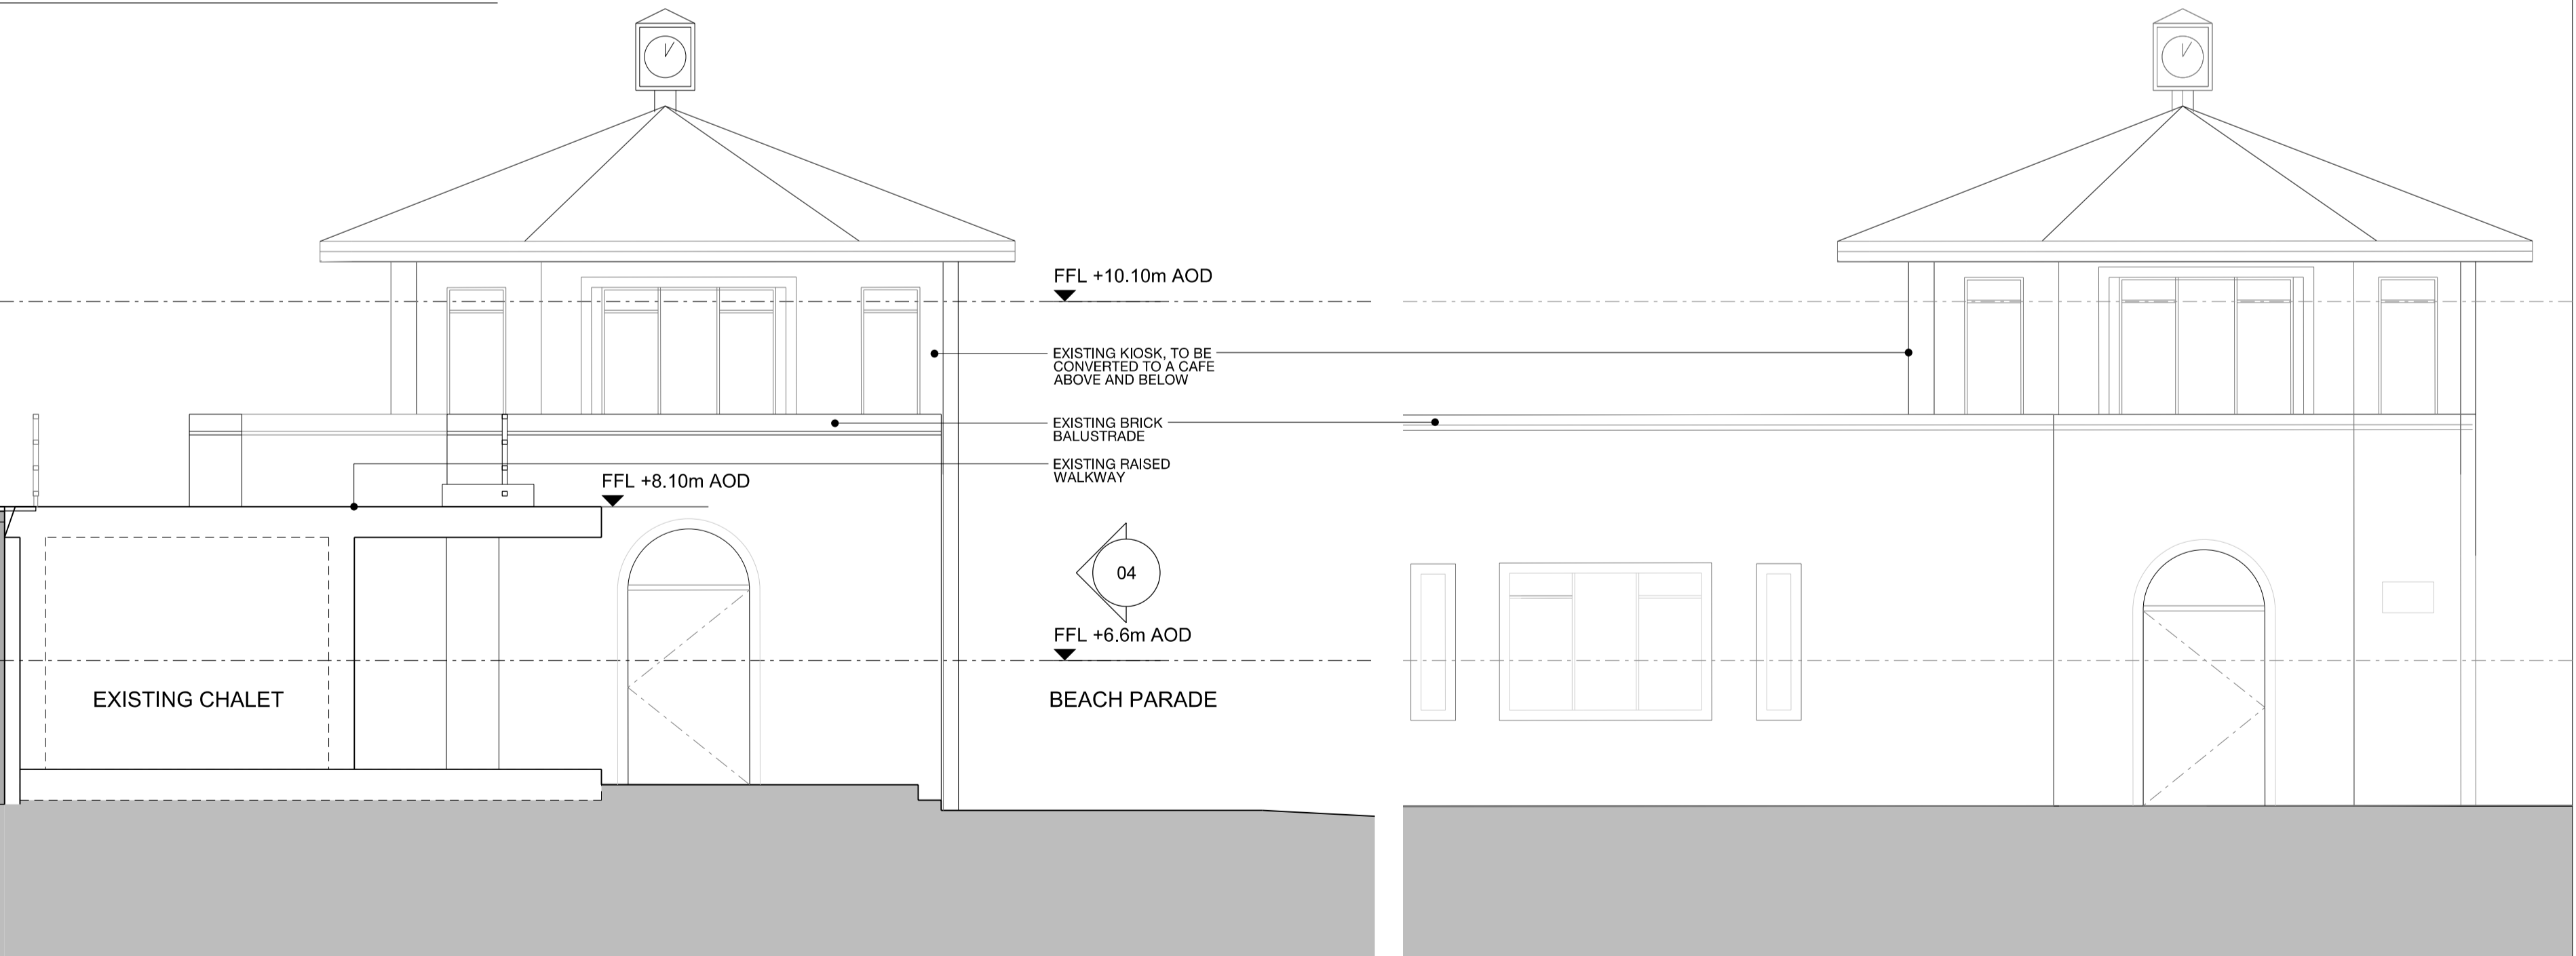 FFL +10.10m AOD
EXISTING KIOSK, TO BE
CONVERTED TO A CAFE
ABOVE AND BELOW
EXISTING BRICK
BALUSTRADE
EXISTING RAISED
WALKWAY
FFL +8.10m AOD
04
FFL +6.6m AOD
EXISTING CHALET
BEACH PARADE